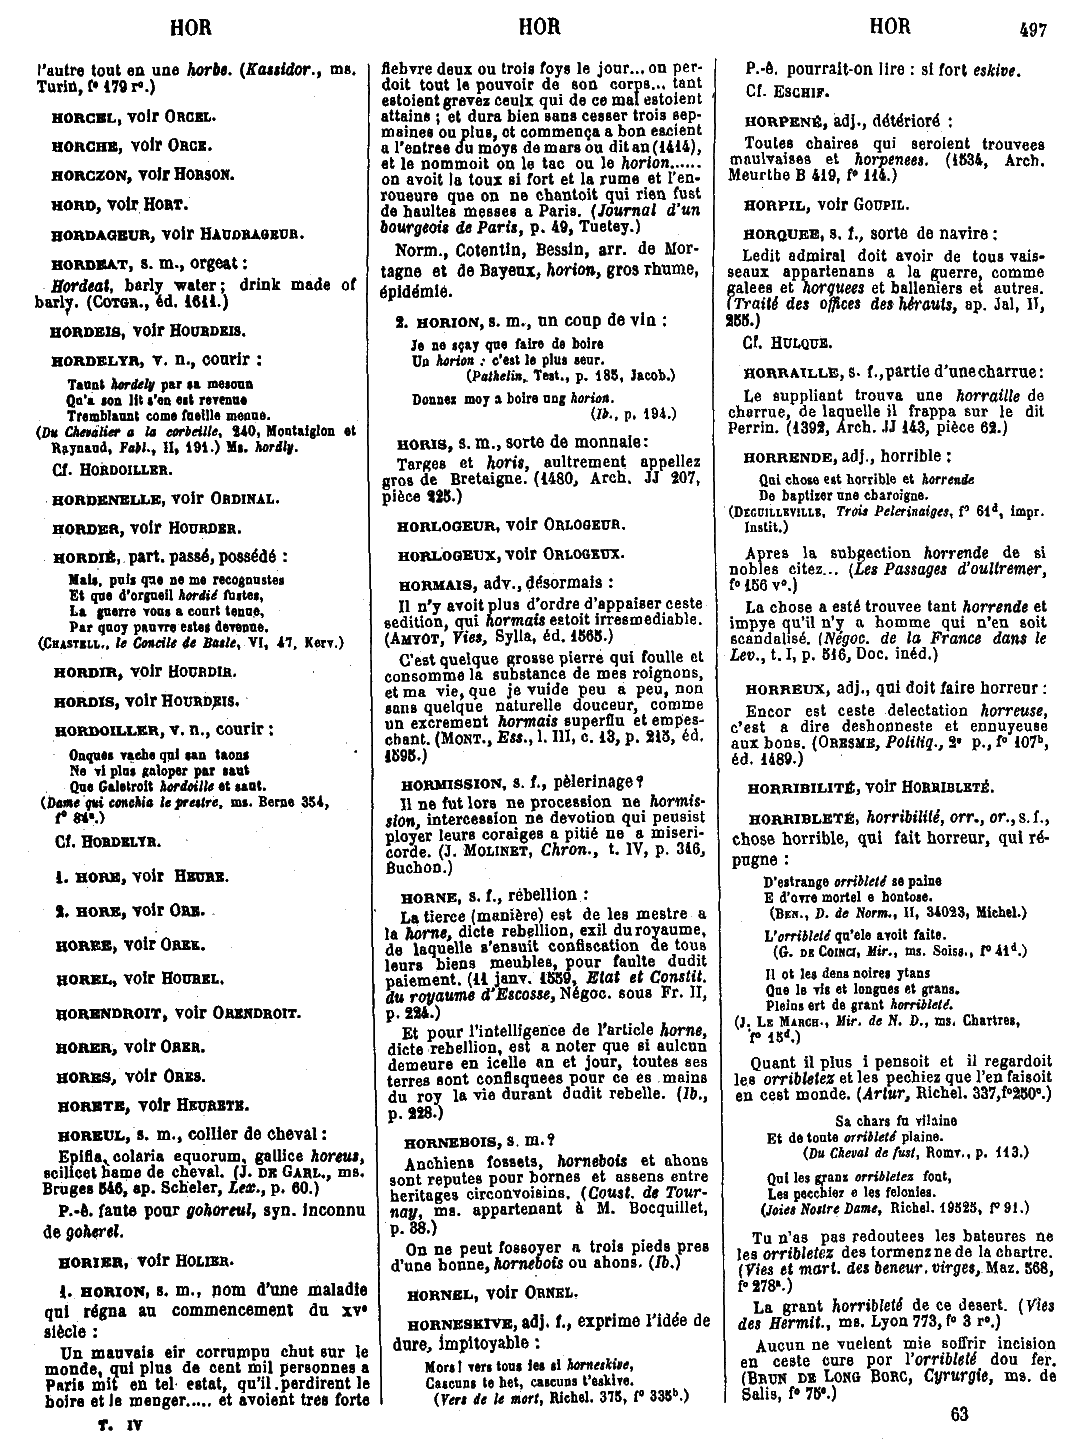 HOR
HOR
HOR
497
l'autre tout en une horbe. (Kassidor., ms.
Turin, f° 179 r°.)
HORCEL, voir ORCEL.
HORCHE, voir ORCE.
HORCZON, voir HORSON.
HORD, voir HORT.
HORDAGEUR, voir HAUDRAGEUR.
HORDEAT, s. m., orgeat :
Hordeat, barly water; drink made of
barly. (COTGR., éd. 1611.)
HORDEIS, voir HOURDEIS.
HORDELYR, v. n., courir :
Taunt hordely par sa mesoun
Qu'a son lit s'en est revenue
Tremblaunt come fueille menue.
(Du Chevalier a la corbeille, 240, Montaiglon et
Raynaud, Fabl., II, 191.) Ms. hordly.
Cf. HORDOILLER.
HORDENELLE, voir ORDINAL.
HORDER, voir HOURDER.
HORDIÉ, part. passé, possédé :
Mais, puis que ne me recognustes
Et que d'orgueil hordié fustes,
La guerre vous a court tenue,
Par quoy pauvre estes devenue.
(CHASTELL., le Concile de Basle, VI, 47, Kerv.)
HORDIR, voir HOURDIR.
HORDIS, voir HOURDEIS.
HORDOILLER, v. n., courir :
Onques vache qui san taons
Ne vi plus galoper par saut
Que Galetroit hordoille et saut.
(Dame qui conchia le prestre, ms. Berne 354,
f° 84ª.)
Cf. HORDELYR.
1. HORE, voir HEURE.
2. HORE, voir ORE.
HOREE, voir OREE.
HOREL, voir HOUREL.
HORENDROIT, voir ORENDROIT.
HORER, voir ORER.
HORES, voir ORES.
HORETE, voir HEURETE.
HOREUL, s. m., collier de cheval :
Epifia, colaria equorum, gallice horeus,
scilicet hame de cheval. (J. DE GARL., ms.
Bruges 546, ap. Scheler, Lex., p. 60.)
P.-ê. faute pour gohoreul, syn. inconnu
de goherel.
HORIER, voir HOLIER.
1. HORION, s. m., nom d'une maladie
qui régna au commencement du xve
siècle :
Un mauvais eir corrumpu chut sur le
monde, qui plus de cent mil personnes a
Paris mit en tel estat, qu'il perdirent le
boire et le menger..... et avoient tres forte
T. IV
fiebvre deux ou trois foys le jour... on per-
doit tout le pouvoir de son corps... tant
estoient grevez ceulx qui de ce mal estoient
attains ; et dura bien sans cesser trois sep-
maines ou plus, et commença a bon escient
a l'entree du moys de mars ou dit an (1414),
et le nommoit on le tac ou le horion.....
on avoit la toux si fort et la rume et l'en-
roueure que on ne chantoit qui rien fust
de haultes messes a Paris. (Journal d'un
bourgeois de Paris, p. 49, Tuetey.)
Norm., Cotentin, Bessin, arr. de Mor-
tagne et de Bayeux, horion, gros rhume,
épidémie.
2. HORION, s. m., un coup de vin :
Je ne sçay que faire de boire
Un horion : c'est le plus seur.
(Pathelin, Test., p. 185, Jacob.)
Donnez moy a boire ung horion.
(Ib., p. 194.)
HORIS, s. m., sorte de monnaie :
Targes et horis, aultrement appellez
gros de Bretaigne. (1480, Arch. JJ 207,
pièce 225.)
HORLOGEUR, voir ORLOGEUR.
HORLOGEUX, voir ORLOGEUX.
HORMAIS, adv., désormais :
Il n'y avoit plus d'ordre d'appaiser ceste
sedition, qui hormais estoit irresmediable.
(AMYOT, Vies, Sylla, éd. 1565.)
C'est quelque grosse pierre qui foulle et
consomme la substance de mes roignons,
et ma vie, que je vuide peu a peu, non
sans quelque naturelle douceur, comme
un excrement hormais superflu et empes-
chant. (MONT., Ess., l. III, c. 13, p. 215, éd.
1595.)
HORMISSION, s. f., pèlerinage ?
Il ne fut lors ne procession ne hormis-
sion, intercession ne devotion qui peusist
ployer leurs coraiges a pitié ne a miseri-
corde. (J. MOLINET, Chron., t. IV, p. 316,
Buchon.)
HORNE, s. f., rébellion :
La tierce (manière) est de les mestre a
la horne, dicte rebellion, exil du royaume,
de laquelle s'ensuit confiscation de tous
leurs biens meubles, pour faulte dudit
paiement. (11 janv. 1559, Etat et Constit.
du royaume d'Escosse, Négoc. sous Fr. II,
p. 224.)
Et pour l'intelligence de l'article horne,
dicte rebellion, est a noter que si aulcun
demeure en icelle an et jour, toutes ses
terres sont confisquees pour ce es mains
du roy la vie durant dudit rebelle. (Ib.,
p. 228.)
HORNEBOIS, s. m.?
Anchiens fossets, hornebois et ahons
sont reputes pour bornes et assens entre
heritages circonvoisins. (Coust. de Tour-
nay, ms. appartenant à M. Bocquillet,
p. 38.)
On ne peut fossoyer a trois pieds pres
d'une bonne, hornebois ou ahons. (Ib.)
HORNEL, voir ORNEL.
HORNESKIVE, adj. f., exprime l'idée de
dure, impitoyable :
Mors! vers tous ies si horneskive,
Cascuns te het, cascuns t'eskive.
(Vers de le mort, Richel. 375, f° 335b.)
P.-ê. pourrait-on lire : si fort eskive.
Cf. ESCHIF.
HORPENÉ, adj., détérioré :
Toutes chaires qui seroient trouvees
maulvaises et horpenees. (1534, Arch.
Meurthe B 419, f° 114.)
HORPIL, voir GOUPIL.
HORQUEE, s. f., sorte de navire :
Ledit admiral doit avoir de tous vais-
seaux appartenans a la guerre, comme
galees et horquees et balleniers et autres.
(Traité des offices des hérauts, ap. Jal, II,
255.)
Cf. HULQUE.
HORRAILLE, s. f., partie d'une charrue :
Le suppliant trouva une horraille de
charrue, de laquelle il frappa sur le dit
Perrin. (1392, Arch. JJ 143, pièce 62.)
HORRENDE, adj., horrible :
Qui chose est horrible et horrende
De baptizer une charoigne.
(DEGUILLEVILLE, Trois Pelerinaiges, f° 61d, impr.
Instit.)
Apres la subgection horrende de si
nobles citez... (Les Passages d'oultremer,
f° 156 v°.)
La chose a esté trouvee tant horrende et
impye qu'il n'y a homme qui n'en soit
scandalisé. (Négoc. de la France dans le
Lev., t. I, p. 516, Doc. inéd.)
HORREUX, adj., qui doit faire horreur :
Encor est ceste delectation horreuse,
c'est a dire deshonneste et ennuyeuse
aux bons. (ORESME, Politiq., 2e p., f° 107b,
éd. 1489.)
HORRIBILITÉ, voir HORRIBLETÉ.
HORRIBLETÉ, horribilité, orr., or., s. f.,
chose horrible, qui fait horreur, qui ré-
pugne :
D'estrange orribleté se paine
E d'ovre mortel e hontose.
(BEN., D. de Norm., II, 34023, Michel.)
L'orribleté qu'ele avoit faite.
(G. DE COINCI, Mir., ms. Soiss., f° 41d.)
Il ot les dens noires ytans
Que le vis et longues et grans.
Pleins ert de grant horribleté.
(J. LE MARCH., Mir. de N. D., ms. Chartres,
f° 15d.)
Quant il plus i pensoit et il regardoit
les orribletez et les pechiez que l'en faisoit
en cest monde. (Artur, Richel. 337, f° 250c.)
Sa chars fu vilaine
Et de toute orribleté plaine.
(Du Cheval de fust, Romv., p. 113.)
Qui les granz orribletez font,
Les pecchier e les felonies.
(Joies Nostre Dame, Richel. 19525, f° 91.)
Tu n'as pas redoutees les bateures ne
les orribletez des tormenz ne de la chartre.
(Vies et mart. des beneur. virges, Maz. 568,
f° 278ª.)
La grant horribleté de ce desert. (Vies
des Hermit., ms. Lyon 773, f° 3 r°.)
Aucun ne vuelent mie soffrir incision
en ceste cure por l'orribleté dou fer.
(BRUN DE LONG BORC, Cyrurgie, ms. de
Salis, f° 75ª.)
63